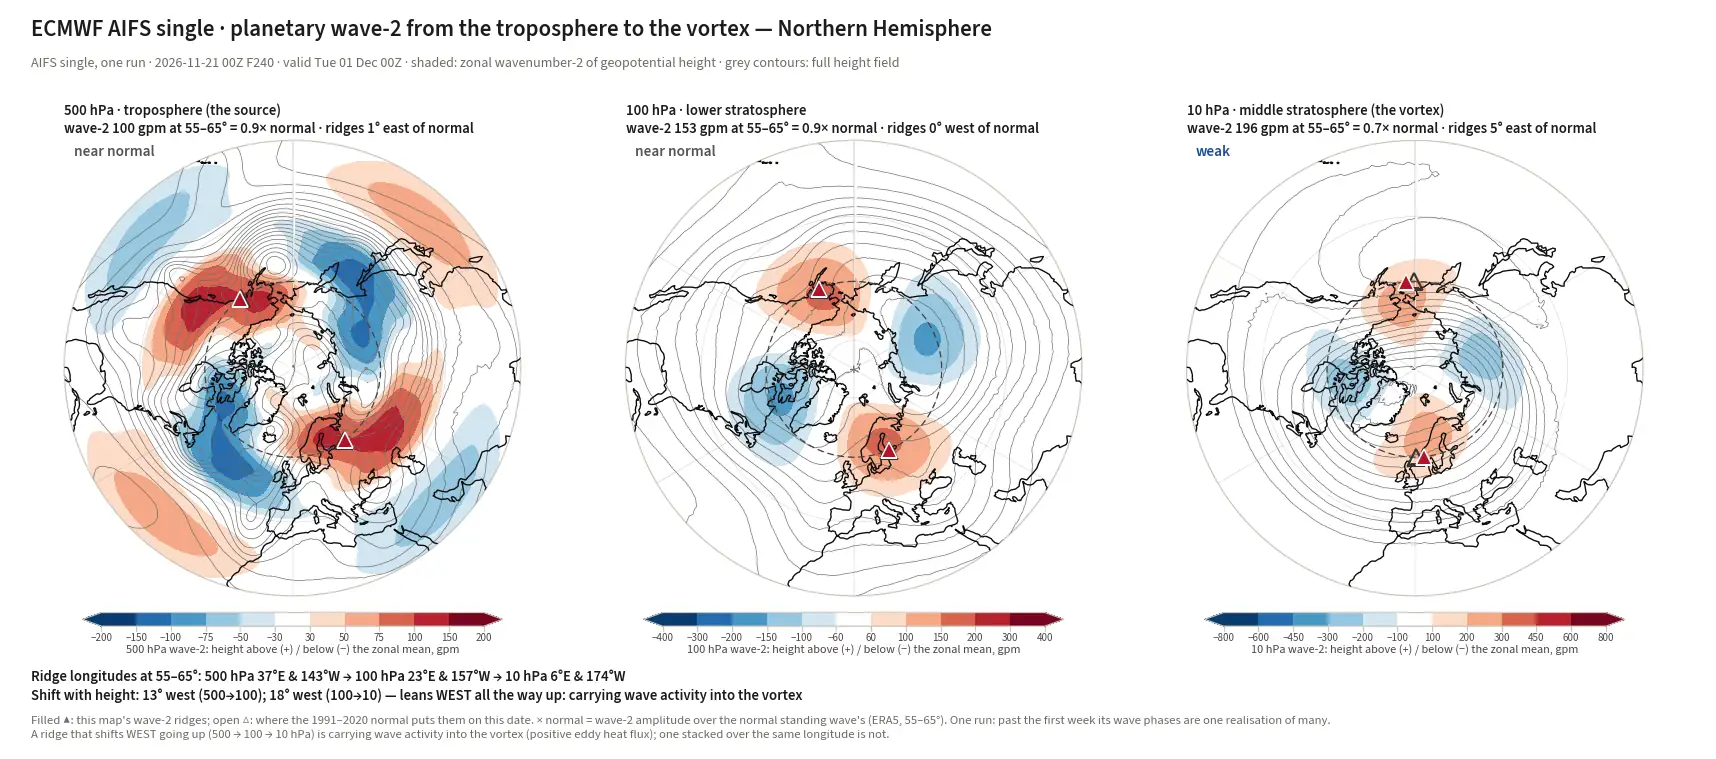 ECMWF AIFS single · planetary wave-2 from the troposphere to the vortex — Northern Hemisphere
AIFS single, one run · 2026-11-21 00Z F240 · valid Tue 01 Dec 00Z · shaded: zonal wavenumber-2 of geopotential height · grey contours: full height field
500 hPa · troposphere (the source)
wave-2 100 gpm at 55–65° = 0.9× normal · ridges 1° east of normal
near normal
100 hPa · lower stratosphere
wave-2 153 gpm at 55–65° = 0.9× normal · ridges 0° west of normal
near normal
10 hPa · middle stratosphere (the vortex)
wave-2 196 gpm at 55–65° = 0.7× normal · ridges 5° east of normal
weak
−200 −150 −100 −75 −50 −30 30 50 75 100 150 200
500 hPa wave-2: height above (+) / below (−) the zonal mean, gpm
−400 −300 −200 −150 −100 −60 60 100 150 200 300 400
100 hPa wave-2: height above (+) / below (−) the zonal mean, gpm
−800 −600 −450 −300 −200 −100 100 200 300 450 600 800
10 hPa wave-2: height above (+) / below (−) the zonal mean, gpm
Ridge longitudes at 55–65°: 500 hPa 37°E & 143°W → 100 hPa 23°E & 157°W → 10 hPa 6°E & 174°W
Shift with height: 13° west (500→100); 18° west (100→10) — leans WEST all the way up: carrying wave activity into the vortex
Filled ▲: this map's wave-2 ridges; open △: where the 1991–2020 normal puts them on this date. × normal = wave-2 amplitude over the normal standing wave's (ERA5, 55–65°). One run: past the first week its wave phases are one realisation of many.
A ridge that shifts WEST going up (500 → 100 → 10 hPa) is carrying wave activity into the vortex (positive eddy heat flux); one stacked over the same longitude is not.